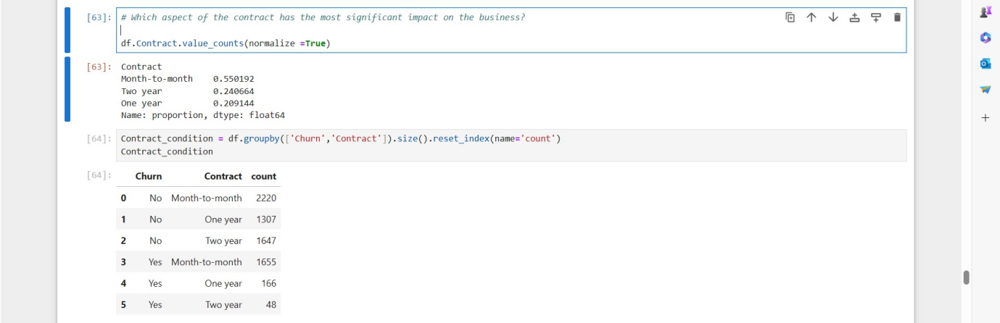 [63]: # Which aspect of the contract has the most significant impact on the business?
df.Contract.value_counts(normalize =True)
[63]: Contract
Month-to-month    0.550192
Two year          0.240664
One year          0.209144
Name: proportion, dtype: float64
[64]: Contract_condition = df.groupby(['Churn','Contract']).size().reset_index(name='count')
Contract_condition
[64]: Churn Contract count
0 No Month-to-month 2220
1 No One year 1307
2 No Two year 1647
3 Yes Month-to-month 1655
4 Yes One year 166
5 Yes Two year 48